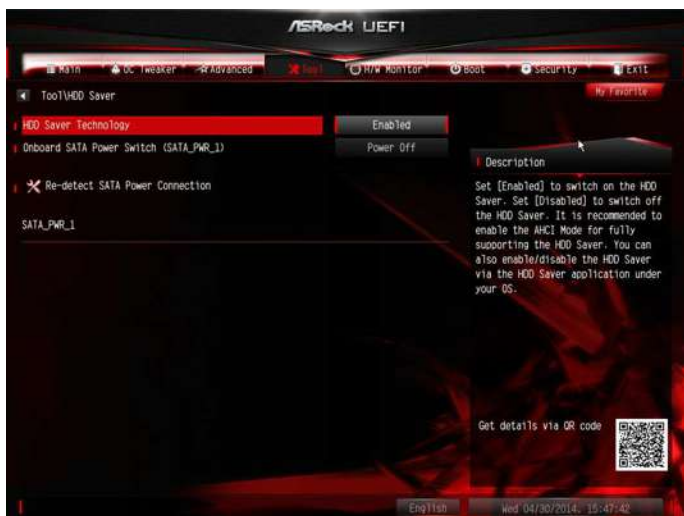 ASRock UEFI
Main OC Tweaker Advanced Tool H/W Monitor Boot Security Exit
My Favorite
Tool\HDD Saver
HDD Saver Technology Enabled
Onboard SATA Power Switch (SATA_PWR_1) Power Off
Re-detect SATA Power Connection
SATA_PWR_1
Description
Set [Enabled] to switch on the HDD
Saver. Set [Disabled] to switch off
the HDD Saver. It is recommended to
enable the AHCI Mode for fully
supporting the HDD Saver. You can
also enable/disable the HDD Saver
via the HDD Saver application under
your OS.
Get details via QR code
English Wed 04/30/2014, 15:47:42